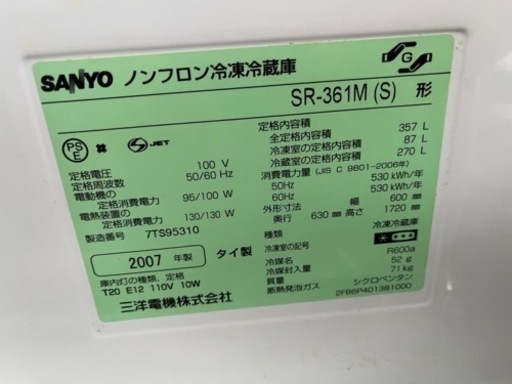 SANYO ノンフロン冷凍冷蔵庫
SR-361M (S) 形
G
PS E # S JET
定格電圧 100 V
定格周波数 50/60 Hz
電動機の
定格消費電力 95/100 W
電熱装置の
定格消費電力 130/130 W
製造番号 7TS95310
2007 年製 タイ製
庫内灯の種類、定格
T20 E12 110V 10W
三洋電機株式会社
定格内容積
全定格内容積 357 L
冷凍室の定格内容積 87 L
冷蔵室の定格内容積 270 L
消費電力量 (JIS C 9801-2006年)
50Hz 530 kWh/年
60Hz 530 kWh/年
外形寸法 幅 600 mm
奥行 630 mm 高さ 1720 mm
種類 冷凍冷蔵庫
冷凍室の記号
冷媒名 R600a
冷媒封入量 52 g
質量 71 kg
断熱発泡ガス シクロペンタン
2FB6P401381000